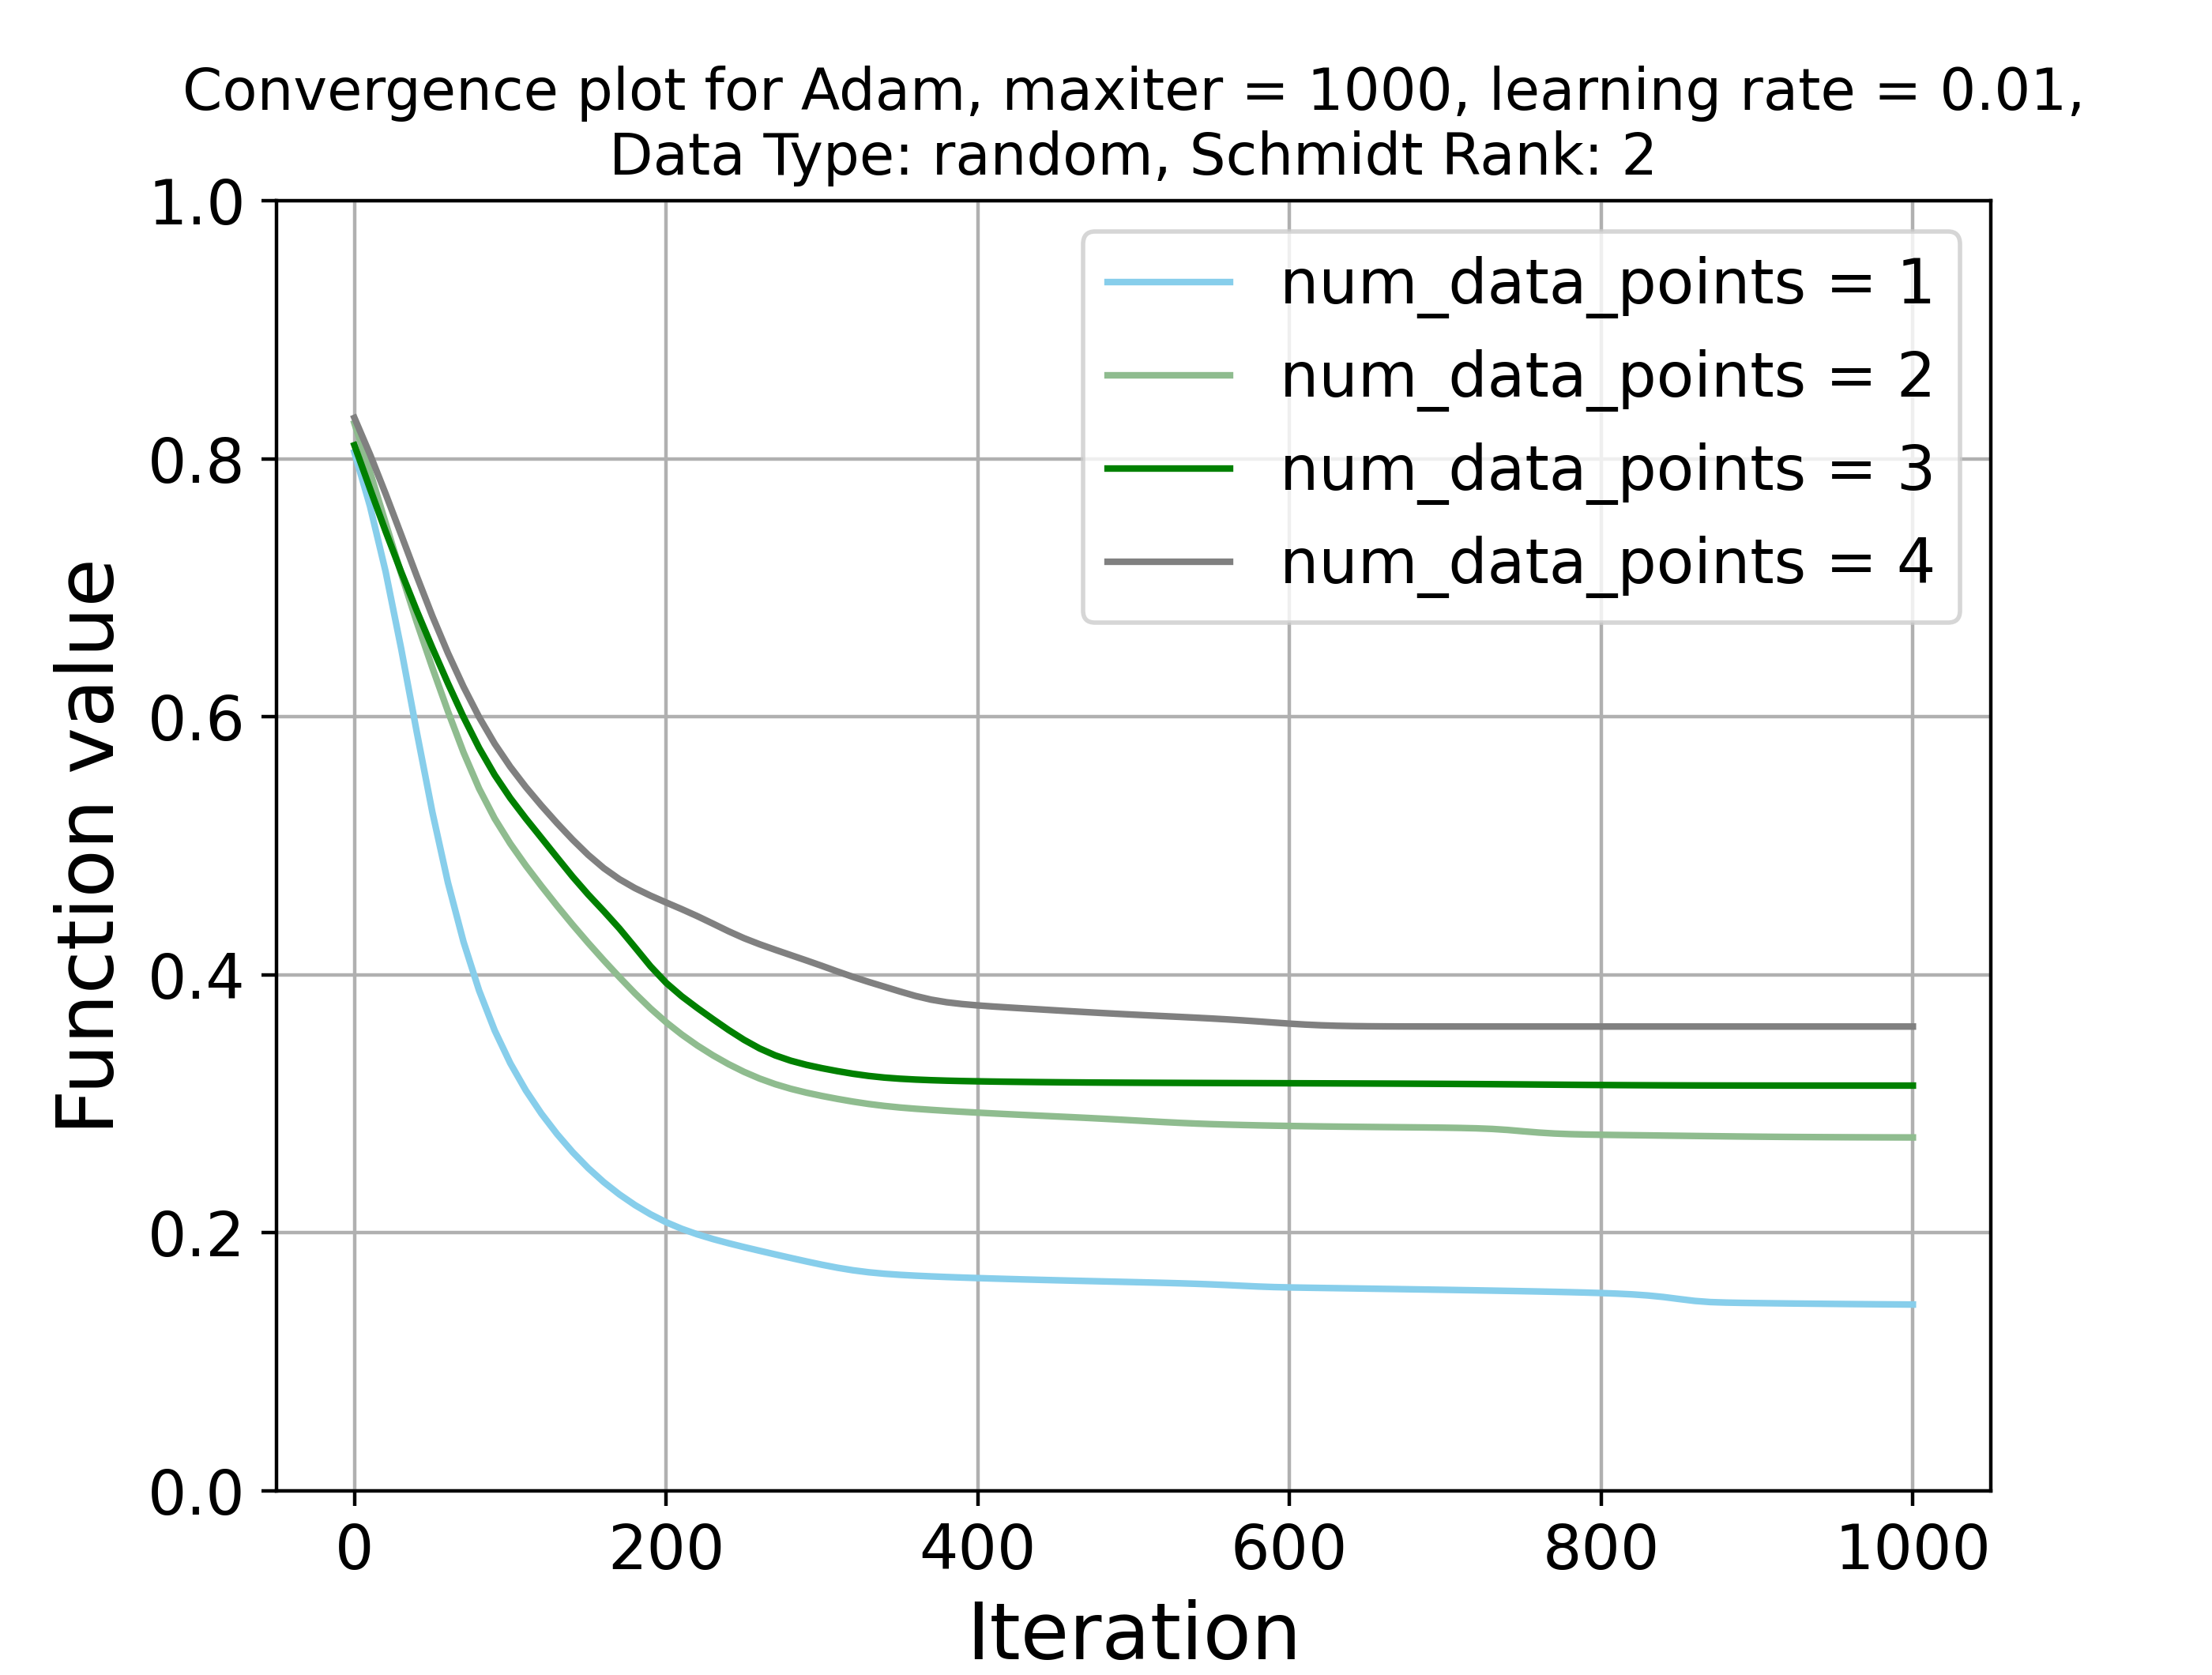 Convergence plot for Adam, maxiter = 1000, learning rate = 0.01,
Data Type: random, Schmidt Rank: 2
1.0
0.8
0.6
0.4
0.2
0.0
Function value
num_data_points = 1
num_data_points = 2
num_data_points = 3
num_data_points = 4
0 200 400 600 800 1000
Iteration